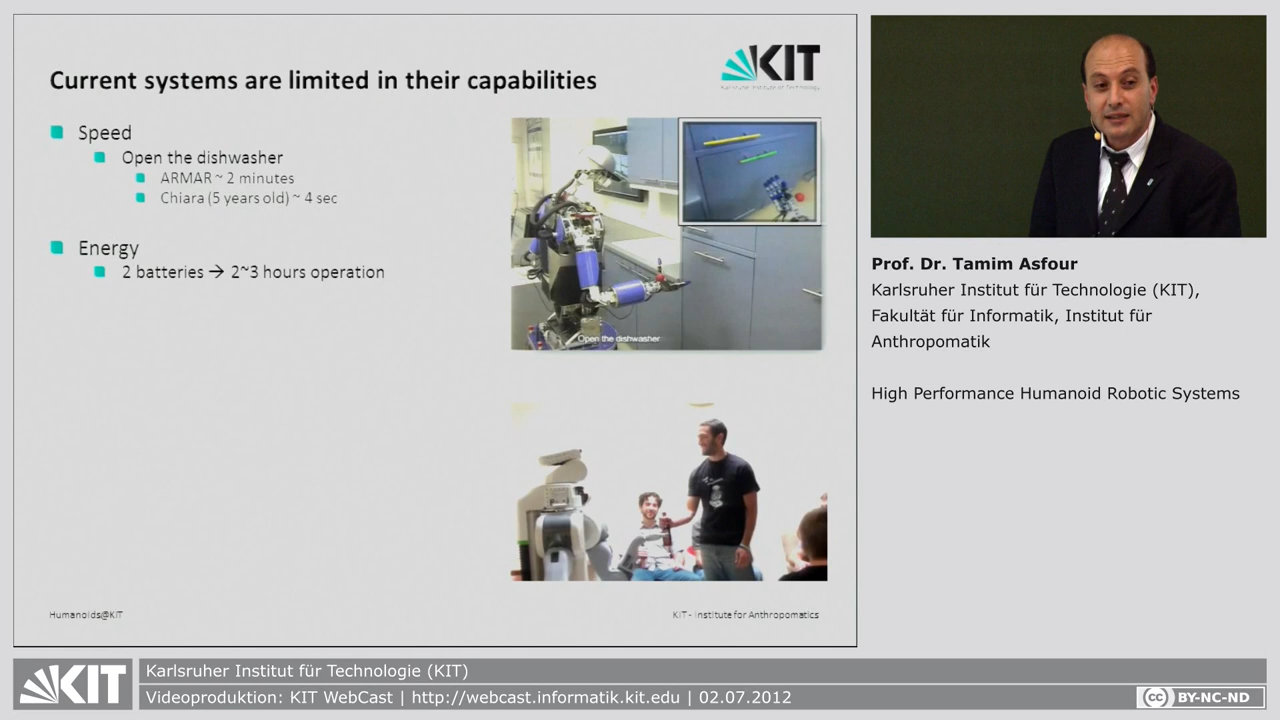 Current systems are limited in their capabilities
KIT
Karlsruhe Institute of Technology
Speed
Open the dishwasher
ARMAR ~ 2 minutes
Chiara (5 years old) ~ 4 sec
Energy
2 batteries → 2~3 hours operation
Open the dishwasher
Humanoids@KIT
KIT - Institute for Anthropomatics
Prof. Dr. Tamim Asfour
Karlsruher Institut für Technologie (KIT),
Fakultät für Informatik, Institut für
Anthropomatik
High Performance Humanoid Robotic Systems
KIT
Karlsruher Institut für Technologie (KIT)
Videoproduktion: KIT WebCast | http://webcast.informatik.kit.edu | 02.07.2012
cc BY-NC-ND